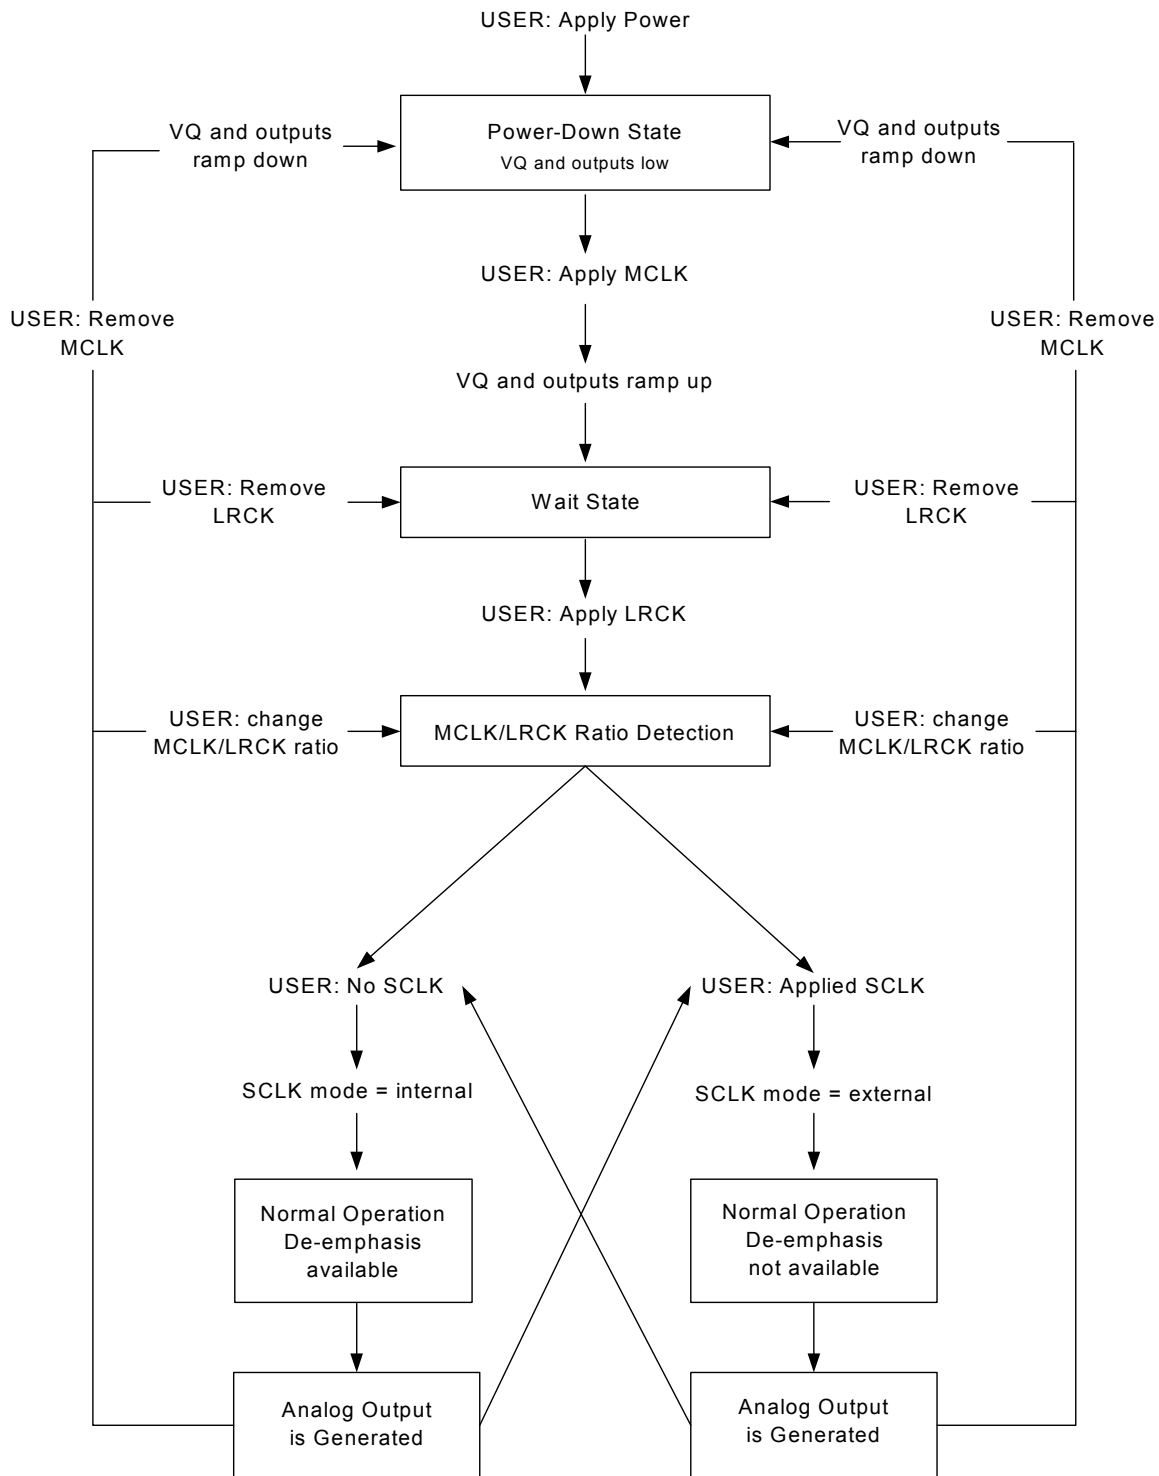 USER: Apply Power
VQ and outputs
ramp down
Power-Down State
VQ and outputs low
VQ and outputs
ramp down
USER: Apply MCLK
USER: Remove
MCLK
USER: Remove
MCLK
VQ and outputs ramp up
USER: Remove
LRCK
Wait State
USER: Remove
LRCK
USER: Apply LRCK
USER: change
MCLK/LRCK ratio
MCLK/LRCK Ratio Detection
USER: change
MCLK/LRCK ratio
USER: No SCLK
USER: Applied SCLK
SCLK mode = internal
SCLK mode = external
Normal Operation
De-emphasis
available
Normal Operation
De-emphasis
not available
Analog Output
is Generated
Analog Output
is Generated